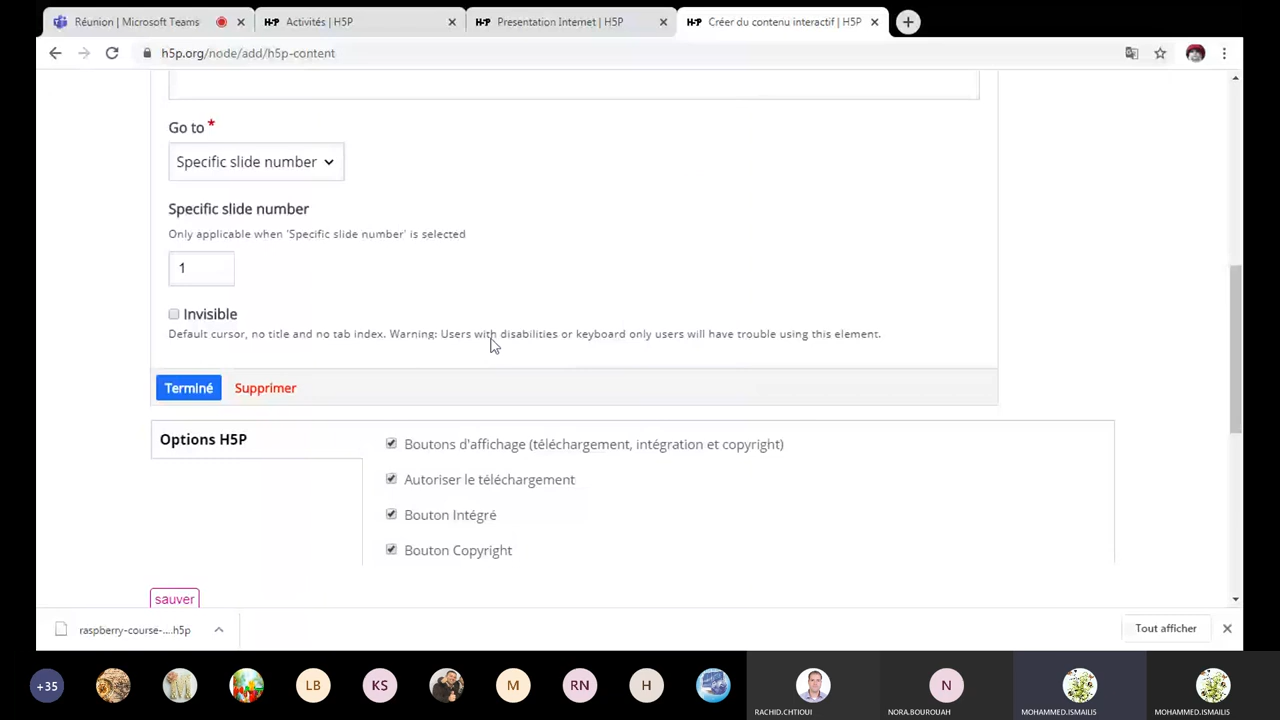 Réunion | Microsoft Teams
H-P Activités | H5P
H-P Presentation Internet | H5P
H-P Créer du contenu interactif | H5P
h5p.org/node/add/h5p-content
Go to *
Specific slide number
Specific slide number
Only applicable when 'Specific slide number' is selected
1
Invisible
Default cursor, no title and no tab index. Warning: Users with disabilities or keyboard only users will have trouble using this element.
Terminé Supprimer
Options H5P
Boutons d'affichage (téléchargement, intégration et copyright)
Autoriser le téléchargement
Bouton Intégré
Bouton Copyright
sauver
raspberry-course-....h5p
Tout afficher
+35 LB KS M RN H N
RACHID.CHTIOUI NORA.BOUROUAH MOHAMMED.ISMAILIS MOHAMMED.ISMAILIS